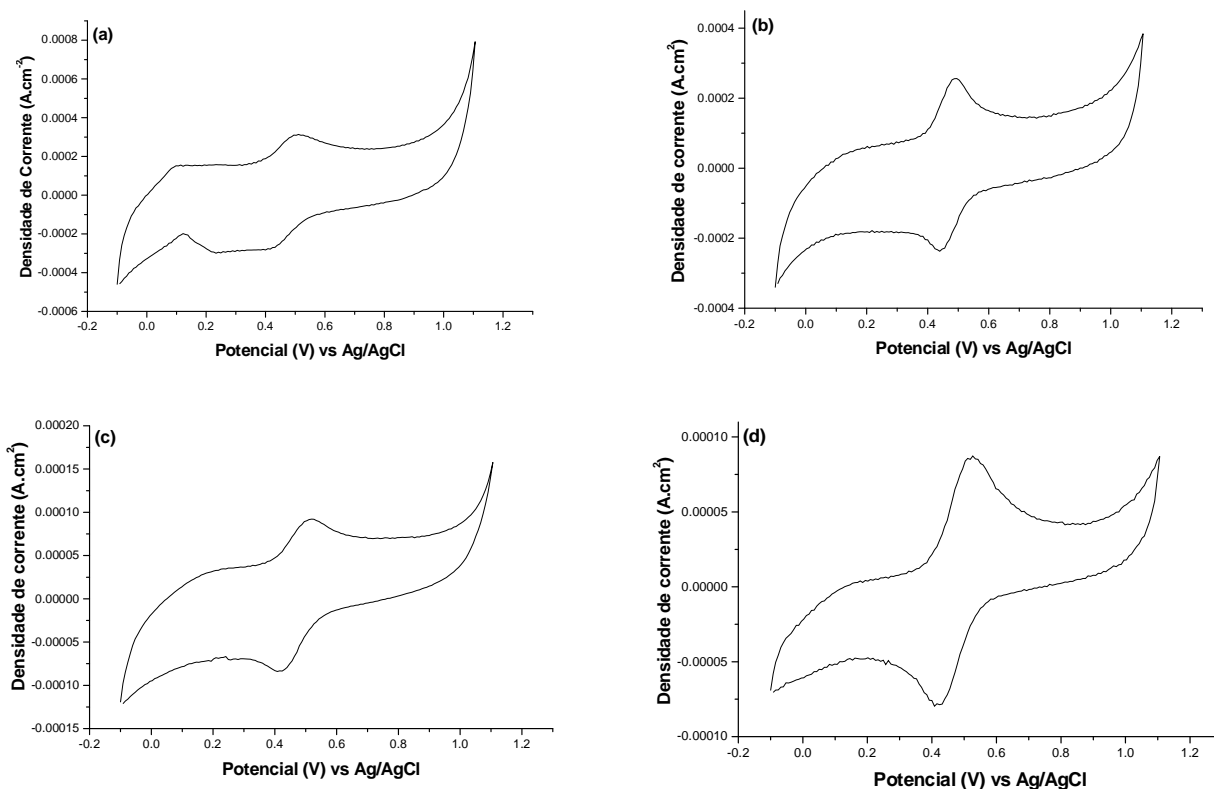 (a)
Densidade de Corrente (A.cm⁻²)
0.0008
0.0006
0.0004
0.0002
0.0000
-0.0002
-0.0004
-0.0006
-0.2 0.0 0.2 0.4 0.6 0.8 1.0 1.2
Potencial (V) vs Ag/AgCl
(b)
Densidade de corrente (A.cm²)
0.0004
0.0002
0.0000
-0.0002
-0.0004
-0.2 0.0 0.2 0.4 0.6 0.8 1.0 1.2
Potencial (V) vs Ag/AgCl
(c)
Densidade de corrente (A.cm²)
0.00020
0.00015
0.00010
0.00005
0.00000
-0.00005
-0.00010
-0.00015
-0.2 0.0 0.2 0.4 0.6 0.8 1.0 1.2
Potencial (V) vs Ag/AgCl
(d)
Densidade de corrente (A.cm²)
0.00010
0.00005
0.00000
-0.00005
-0.00010
-0.2 0.0 0.2 0.4 0.6 0.8 1.0 1.2
Potencial (V) vs Ag/AgCl